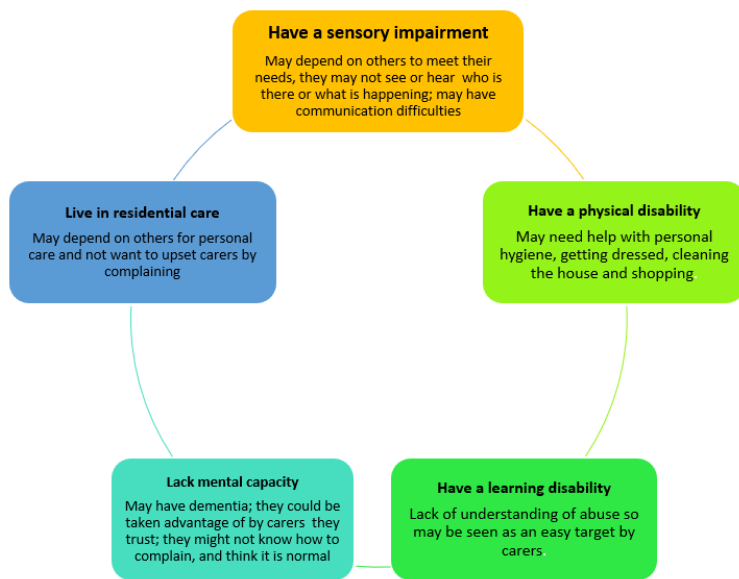 Have a sensory impairment
May depend on others to meet their
needs, they may not see or hear who is
there or what is happening; may have
communication difficulties
Have a physical disability
May need help with personal
hygiene, getting dressed, cleaning
the house and shopping.
Have a learning disability
Lack of understanding of abuse so
may be seen as an easy target by
carers.
Lack mental capacity
May have dementia; they could be
taken advantage of by carers they
trust; they might not know how to
complain, and think it is normal
Live in residential care
May depend on others for personal
care and not want to upset carers by
complaining